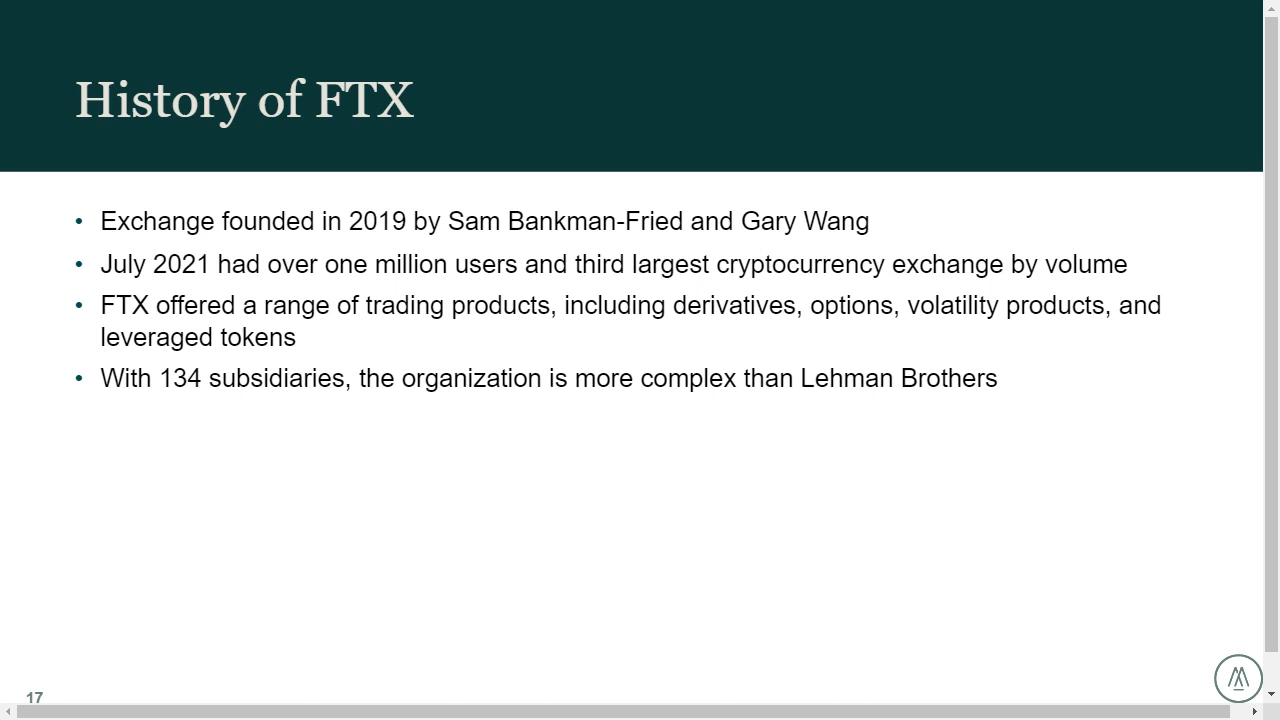 History of FTX
• Exchange founded in 2019 by Sam Bankman-Fried and Gary Wang
• July 2021 had over one million users and third largest cryptocurrency exchange by volume
• FTX offered a range of trading products, including derivatives, options, volatility products, and
leveraged tokens
• With 134 subsidiaries, the organization is more complex than Lehman Brothers
17